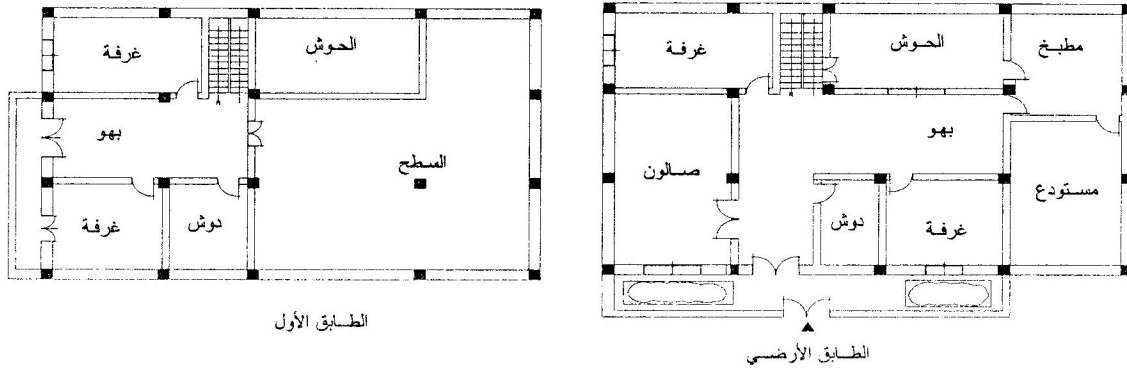 غرفة
الحوش
مطبخ
بهو
صالون
مستودع
دوش
غرفة
الطابق الأرضي
غرفة
الحوش
بهو
السطح
غرفة
دوش
الطابق الأول